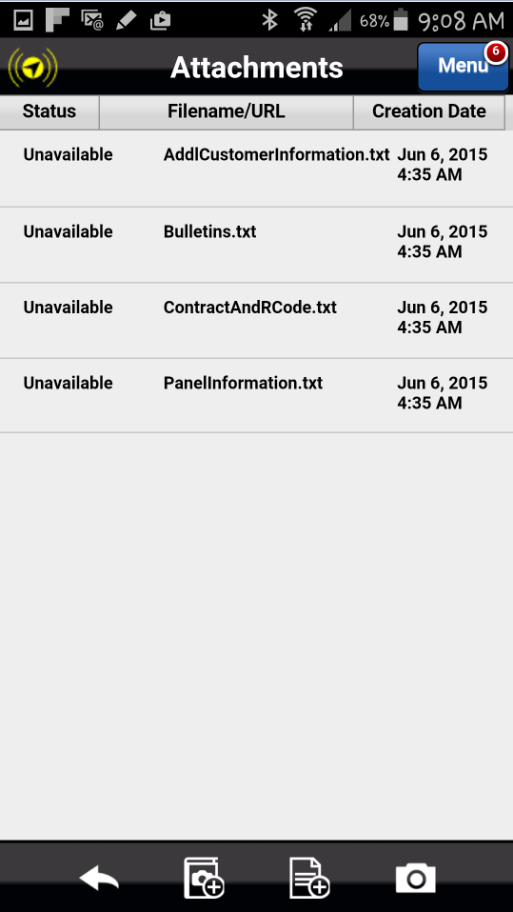 68% 9:08 AM
Attachments
Menu 6
Status Filename/URL Creation Date
Unavailable AddlCustomerInformation.txt Jun 6, 2015
4:35 AM
Unavailable Bulletins.txt Jun 6, 2015
4:35 AM
Unavailable ContractAndRCode.txt Jun 6, 2015
4:35 AM
Unavailable PanelInformation.txt Jun 6, 2015
4:35 AM